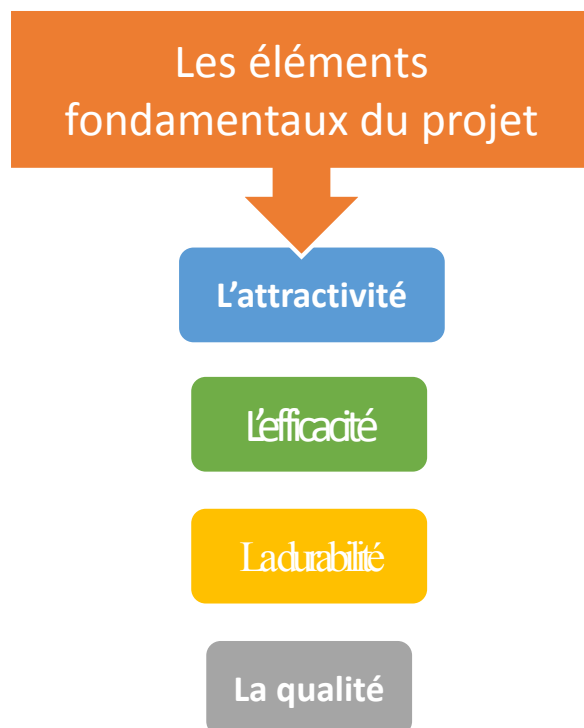 Les éléments
fondamentaux du projet
L’attractivité
L’efficacité
La durabilité
La qualité